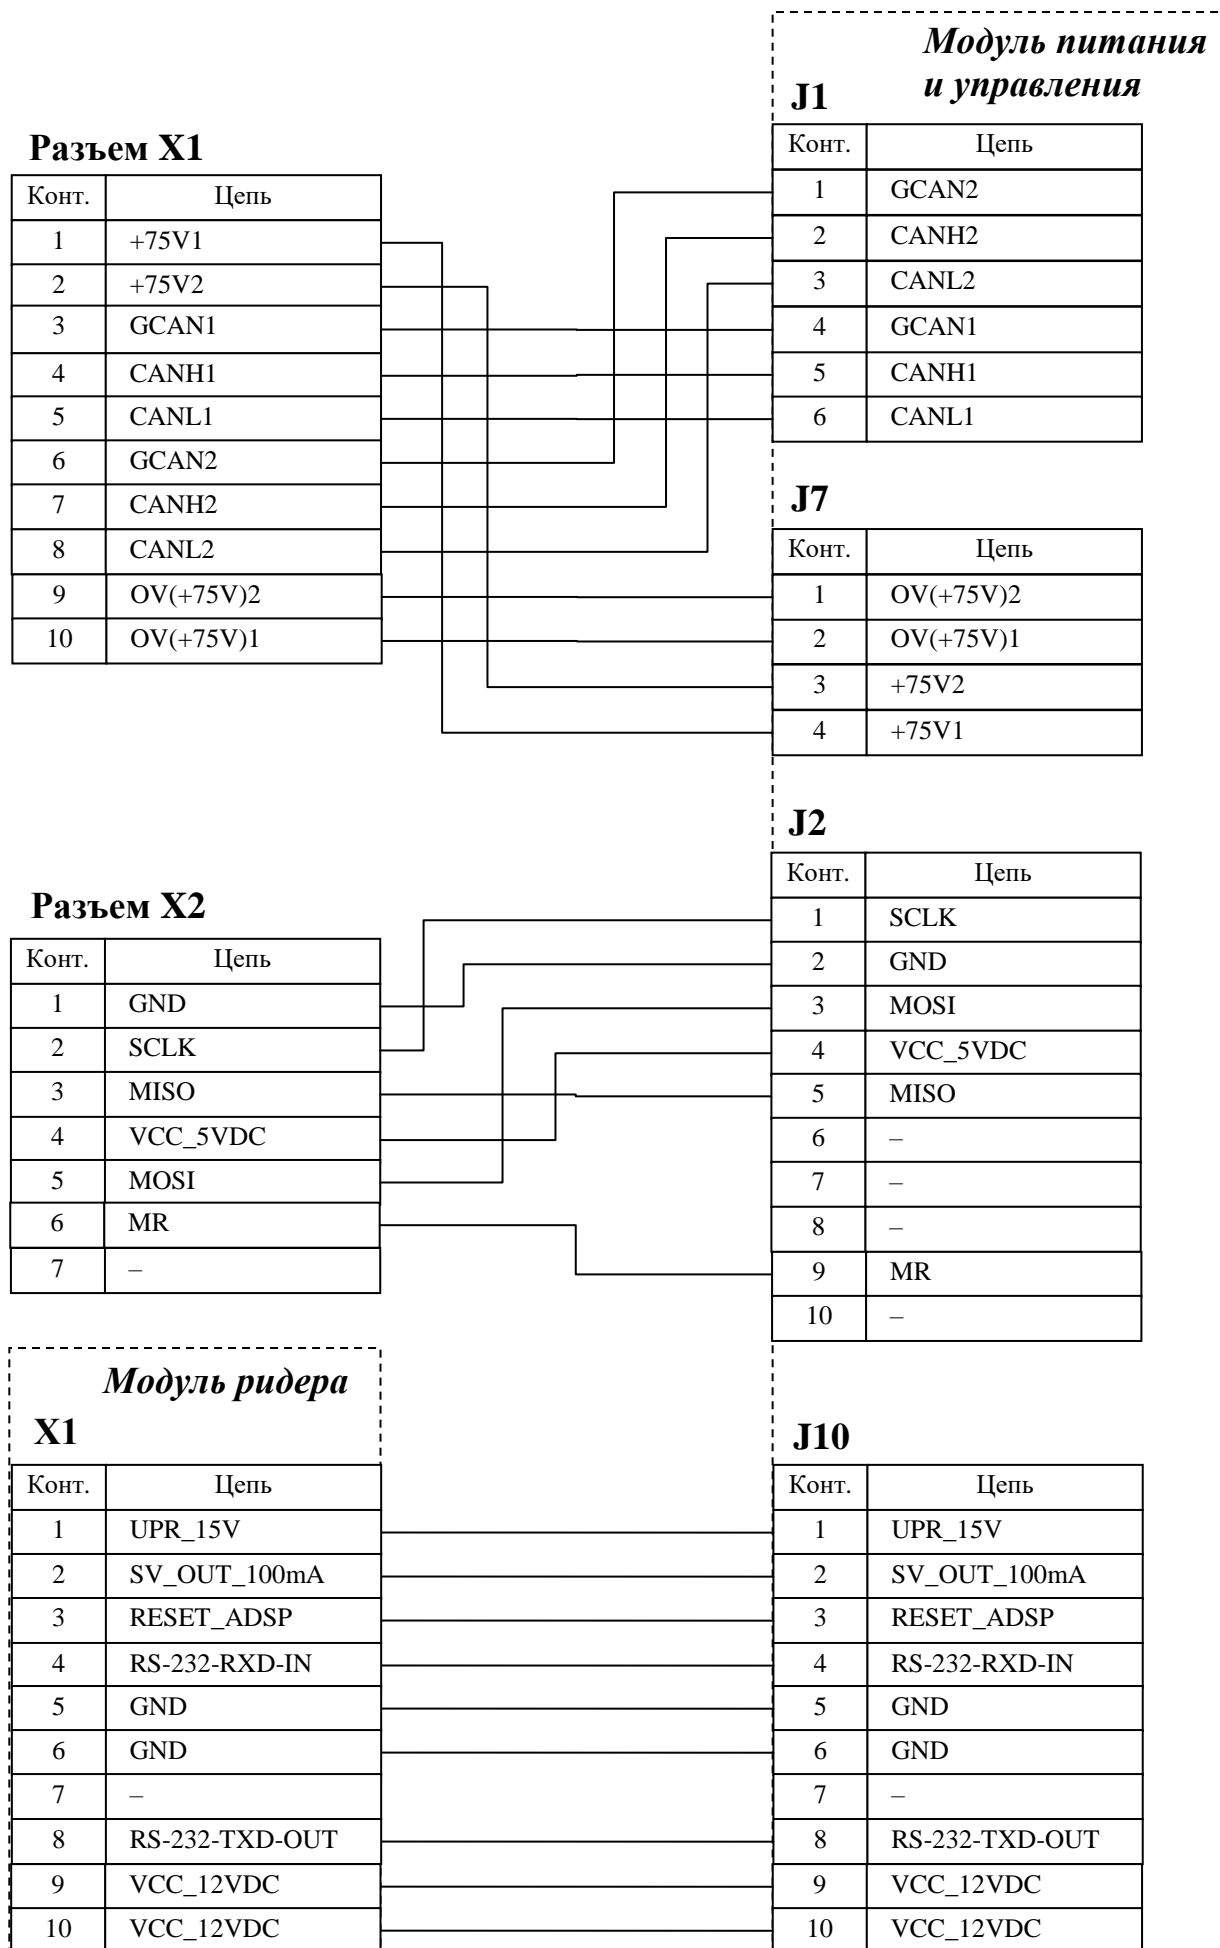 Модуль питания
и управления
J1
Конт. Цепь
1 GCAN2
2 CANH2
3 CANL2
4 GCAN1
5 CANH1
6 CANL1
Разъем X1
Конт. Цепь
1 +75V1
2 +75V2
3 GCAN1
4 CANH1
5 CANL1
6 GCAN2
7 CANH2
8 CANL2
9 OV(+75V)2
10 OV(+75V)1
J7
Конт. Цепь
1 OV(+75V)2
2 OV(+75V)1
3 +75V2
4 +75V1
J2
Конт. Цепь
1 SCLK
2 GND
3 MOSI
4 VCC_5VDC
5 MISO
6 –
7 –
8 –
9 MR
10 –
Разъем X2
Конт. Цепь
1 GND
2 SCLK
3 MISO
4 VCC_5VDC
5 MOSI
6 MR
7 –
Модуль ридера
X1
Конт. Цепь
1 UPR_15V
2 SV_OUT_100mA
3 RESET_ADSP
4 RS-232-RXD-IN
5 GND
6 GND
7 –
8 RS-232-TXD-OUT
9 VCC_12VDC
10 VCC_12VDC
J10
Конт. Цепь
1 UPR_15V
2 SV_OUT_100mA
3 RESET_ADSP
4 RS-232-RXD-IN
5 GND
6 GND
7 –
8 RS-232-TXD-OUT
9 VCC_12VDC
10 VCC_12VDC